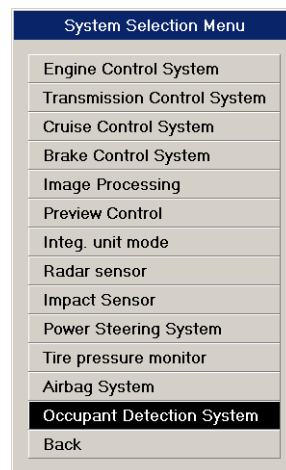 System Selection Menu
Engine Control System
Transmission Control System
Cruise Control System
Brake Control System
Image Processing
Preview Control
Integ. unit mode
Radar sensor
Impact Sensor
Power Steering System
Tire pressure monitor
Airbag System
Occupant Detection System
Back